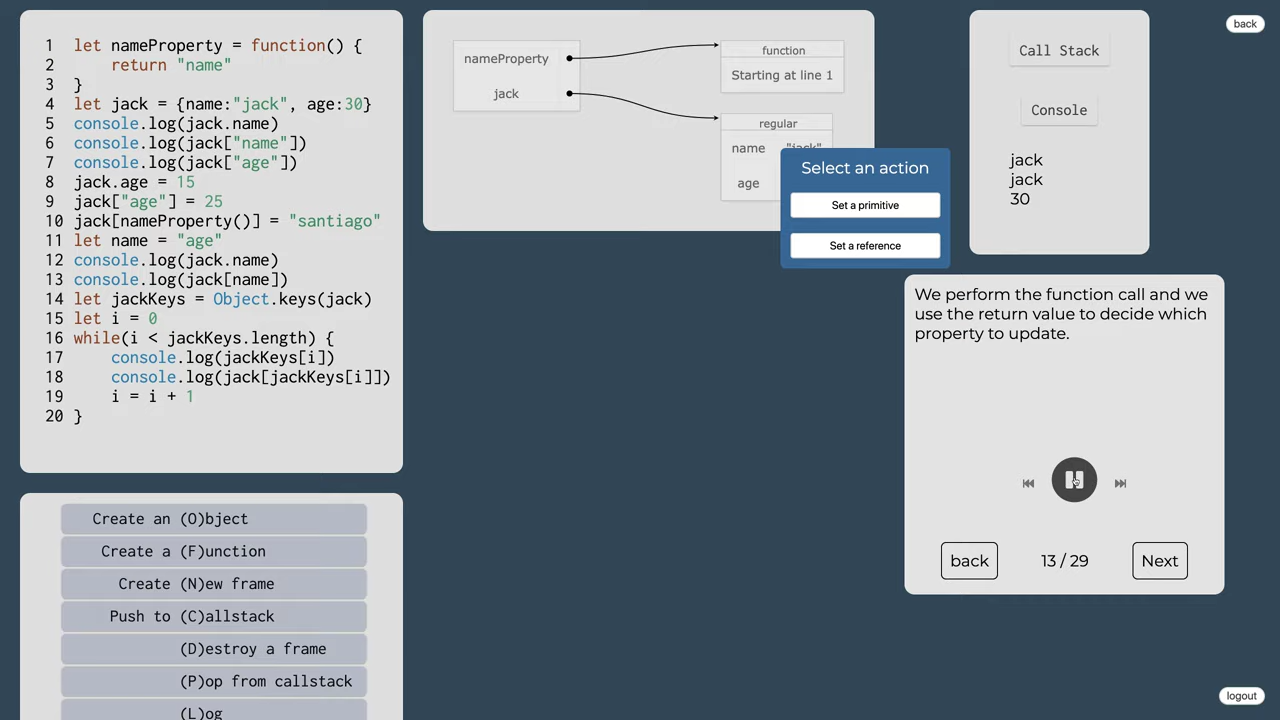 1 let nameProperty = function() {
2 return "name"
3 }
4 let jack = {name:"jack", age:30}
5 console.log(jack.name)
6 console.log(jack["name"])
7 console.log(jack["age"])
8 jack.age = 15
9 jack["age"] = 25
10 jack[nameProperty()] = "santiago"
11 let name = "age"
12 console.log(jack.name)
13 console.log(jack[name])
14 let jackKeys = Object.keys(jack)
15 let i = 0
16 while(i < jackKeys.length) {
17 console.log(jackKeys[i])
18 console.log(jack[jackKeys[i]])
19 i = i + 1
20 }
Create an (O)bject
Create a (F)unction
Create (N)ew frame
Push to (C)allstack
(D)estroy a frame
(P)op from callstack
(L)og
nameProperty
jack
function
Starting at line 1
regular
name "jack"
age
Select an action
Set a primitive
Set a reference
Call Stack
Console
jack
jack
30
back
We perform the function call and we
use the return value to decide which
property to update.
back 13 / 29 Next
logout